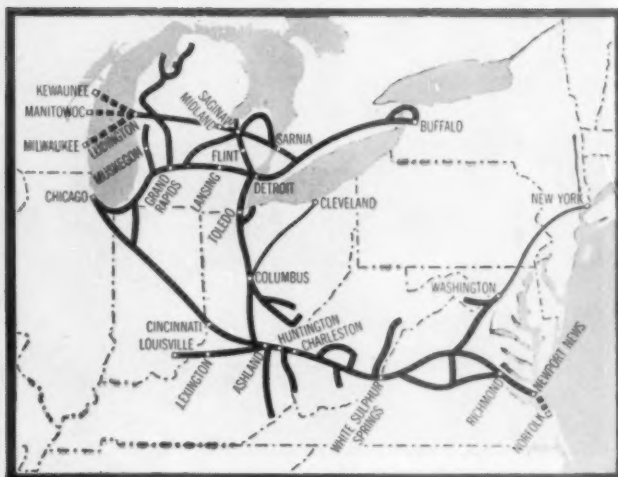 KEWAUNEE
MANITOWOC
MILWAUKEE
LUDINGTON
MUSKEGON
CHICAGO
GRAND
RAPIDS
SAGINAW
MIDLAND
FLINT
LANSING
SARNIA
DETROIT
BUFFALO
TOLEDO
CLEVELAND
NEW YORK
COLUMBUS
WASHINGTON
CINCINNATI
LOUISVILLE
LEXINGTON
ASHLAND
HUNTINGTON
CHARLESTON
WHITE SULPHUR
SPRINGS
RICHMOND
NEWPORT NEWS
NORFOLK